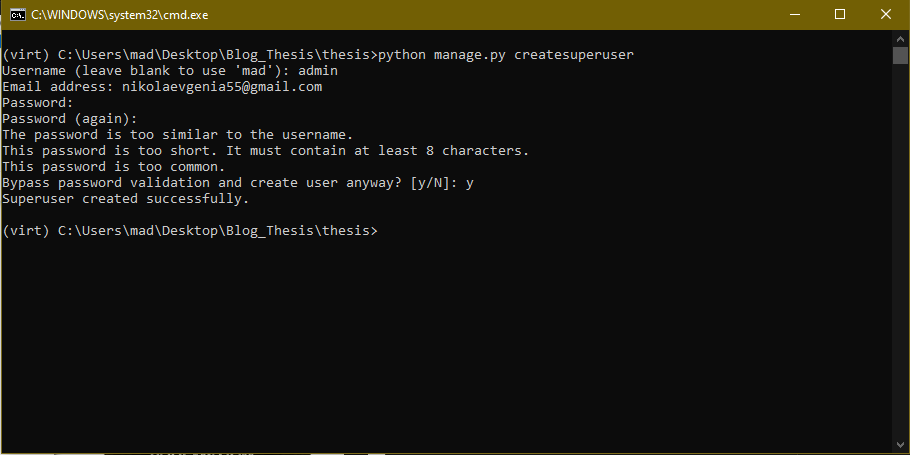 C:\WINDOWS\system32\cmd.exe
(virt) C:\Users\mad\Desktop\Blog_Thesis\thesis>python manage.py createsuperuser
Username (leave blank to use 'mad'): admin
Email address: nikolaevgenia55@gmail.com
Password:
Password (again):
The password is too similar to the username.
This password is too short. It must contain at least 8 characters.
This password is too common.
Bypass password validation and create user anyway? [y/N]: y
Superuser created successfully.
(virt) C:\Users\mad\Desktop\Blog_Thesis\thesis>